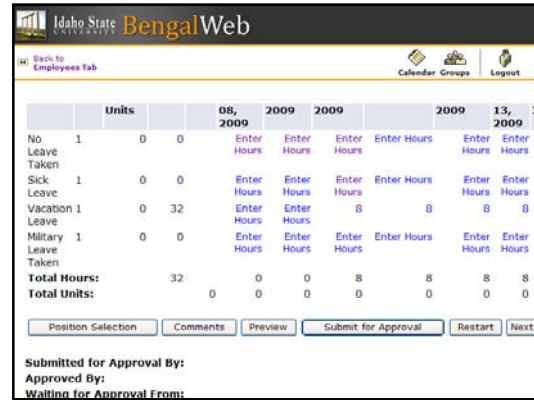 Idaho State UNIVERSITY BengalWeb
Back to Employees Tab
Calendar Groups Logout
Units 08, 2009 2009 2009 2009 13, 2009
No Leave Taken 1 0 0 Enter Hours Enter Hours Enter Hours Enter Hours Enter Hours Enter Hours
Sick Leave 1 0 0 Enter Hours Enter Hours Enter Hours Enter Hours Enter Hours Enter Hours
Vacation Leave 1 0 32 Enter Hours Enter Hours 8 8 8 8
Military Leave Taken 1 0 0 Enter Hours Enter Hours Enter Hours Enter Hours Enter Hours Enter Hours
Total Hours: 32 0 0 8 8 8 8
Total Units: 0 0 0 0 0 0 0
Position Selection Comments Preview Submit for Approval Restart Next
Submitted for Approval By:
Approved By:
Waiting for Approval From: